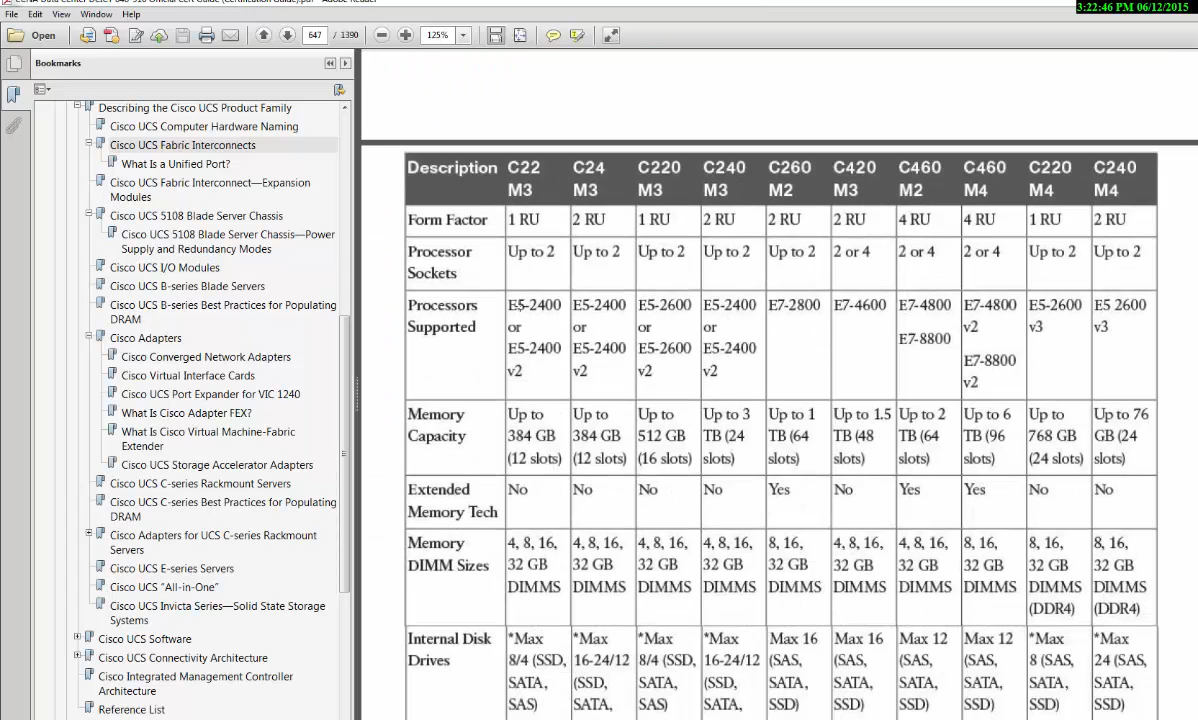 3:22:46 PM 06/12/2015
File Edit View Window Help
Open 647 / 1390 125%
Bookmarks
Describing the Cisco UCS Product Family
Cisco UCS Computer Hardware Naming
Cisco UCS Fabric Interconnects
What Is a Unified Port?
Cisco UCS Fabric Interconnect—Expansion
Modules
Cisco UCS 5108 Blade Server Chassis
Cisco UCS 5108 Blade Server Chassis—Power
Supply and Redundancy Modes
Cisco UCS I/O Modules
Cisco UCS B-series Blade Servers
Cisco UCS B-series Best Practices for Populating
DRAM
Cisco Adapters
Cisco Converged Network Adapters
Cisco Virtual Interface Cards
Cisco UCS Port Expander for VIC 1240
What Is Cisco Adapter FEX?
What Is Cisco Virtual Machine-Fabric
Extender
Cisco UCS Storage Accelerator Adapters
Cisco UCS C-series Rackmount Servers
Cisco UCS C-series Best Practices for Populating
DRAM
Cisco Adapters for UCS C-series Rackmount
Servers
Cisco UCS E-series Servers
Cisco UCS “All-in-One”
Cisco UCS Invicta Series—Solid State Storage
Systems
Cisco UCS Software
Cisco UCS Connectivity Architecture
Cisco Integrated Management Controller
Architecture
Reference List
Description C22 C24 C220 C240 C260 C420 C460 C460 C220 C240
M3 M3 M3 M3 M2 M3 M2 M4 M4 M4
Form Factor 1 RU 2 RU 1 RU 2 RU 2 RU 2 RU 4 RU 4 RU 1 RU 2 RU
Processor Up to 2 Up to 2 Up to 2 Up to 2 Up to 2 2 or 4 2 or 4 2 or 4 Up to 2 Up to 2
Sockets
Processors E5-2400 E5-2400 E5-2600 E5-2400 E7-2800 E7-4600 E7-4800 E7-4800 E5-2600 E5 2600
Supported or or or or v2 v3 v3
E7-8800
E5-2400 E5-2400 E5-2600 E5-2400
E7-8800
v2 v2 v2 v2
v2
Memory Up to Up to Up to Up to 3 Up to 1 Up to 1.5 Up to 2 Up to 6 Up to Up to 76
Capacity 384 GB 384 GB 512 GB TB (24 TB (64 TB (48 TB (64 TB (96 768 GB GB (24
(12 slots) (12 slots) (16 slots) slots) slots) slots) slots) slots) (24 slots) slots)
Extended No No No No Yes No Yes Yes No No
Memory Tech
Memory 4, 8, 16, 4, 8, 16, 4, 8, 16, 4, 8, 16, 8, 16, 4, 8, 16, 4, 8, 16, 8, 16, 8, 16, 8, 16,
DIMM Sizes 32 GB 32 GB 32 GB 32 GB 32 GB 32 GB 32 GB 32 GB 32 GB 32 GB
DIMMS DIMMS DIMMS DIMMS DIMMS DIMMS DIMMS DIMMS DIMMS DIMMS
(DDR4) (DDR4)
Internal Disk *Max *Max *Max *Max Max 16 Max 16 Max 12 Max 12 *Max *Max
Drives 8/4 (SSD, 16-24/12 8/4 (SSD, 16-24/12 (SAS, (SAS, (SAS, (SAS, 8 (SAS, 24 (SAS,
SATA, (SSD, SATA, (SSD, SATA, SATA, SATA, SATA, SATA, SATA,
SAS) SATA, SAS) SATA, SSD) SSD) SSD) SSD) SSD) SSD)